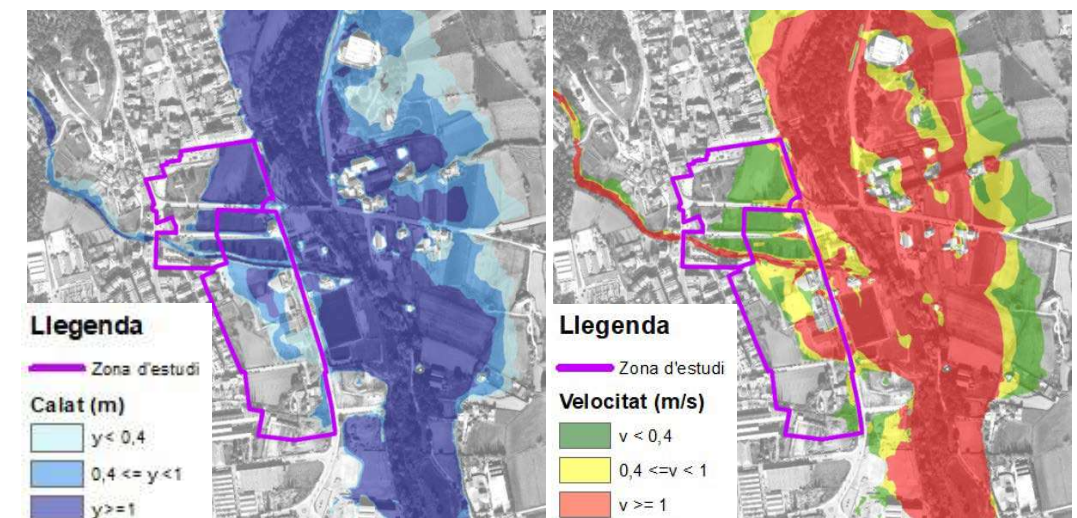 Llegenda
Zona d'estudi
Calat (m)
y< 0,4
0,4 <= y <1
y>=1
Llegenda
Zona d'estudi
Velocitat (m/s)
v < 0,4
0,4 <=v < 1
v >= 1